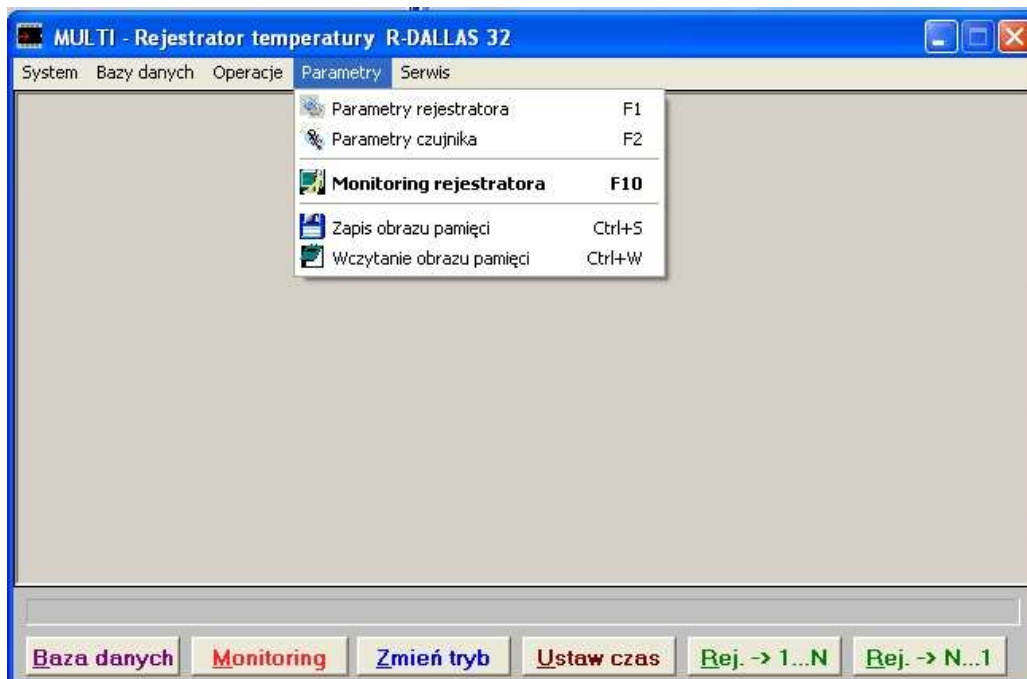 MULTI - Rejestrator temperatury R-DALLAS 32
System Bazy danych Operacje Parametry Serwis
Parametry rejestratora F1
Parametry czujnika F2
Monitoring rejestratora F10
Zapis obrazu pamięci Ctrl+S
Wczytanie obrazu pamięci Ctrl+W
Baza danych Monitoring Zmień tryb Ustaw czas Rej. -> 1...N Rej. -> N...1